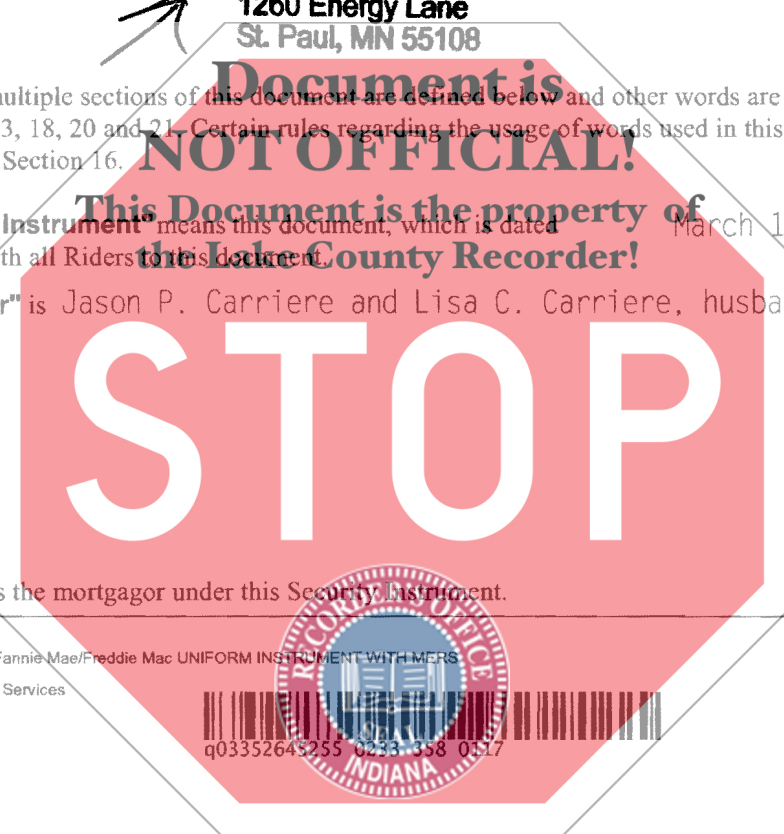 1260 Energy Lane
St. Paul, MN 55108
Document is
multiple sections of this document are defined below and other words are
NOT OFFICIAL!
3, 18, 20 and 21. Certain rules regarding the usage of words used in this
Section 16.
This Document is the property of
Instrument" means this document, which is dated March 1
the Lake County Recorder!
th all Riders to this document.
r" is Jason P. Carriere and Lisa C. Carriere, husba
STOP
s the mortgagor under this Security Instrument.
Fannie Mae/Freddie Mac UNIFORM INSTRUMENT WITH MERS
Services
RECORDER'S OFFICE
SEAL
INDIANA
q03352645255 0233 358 0117